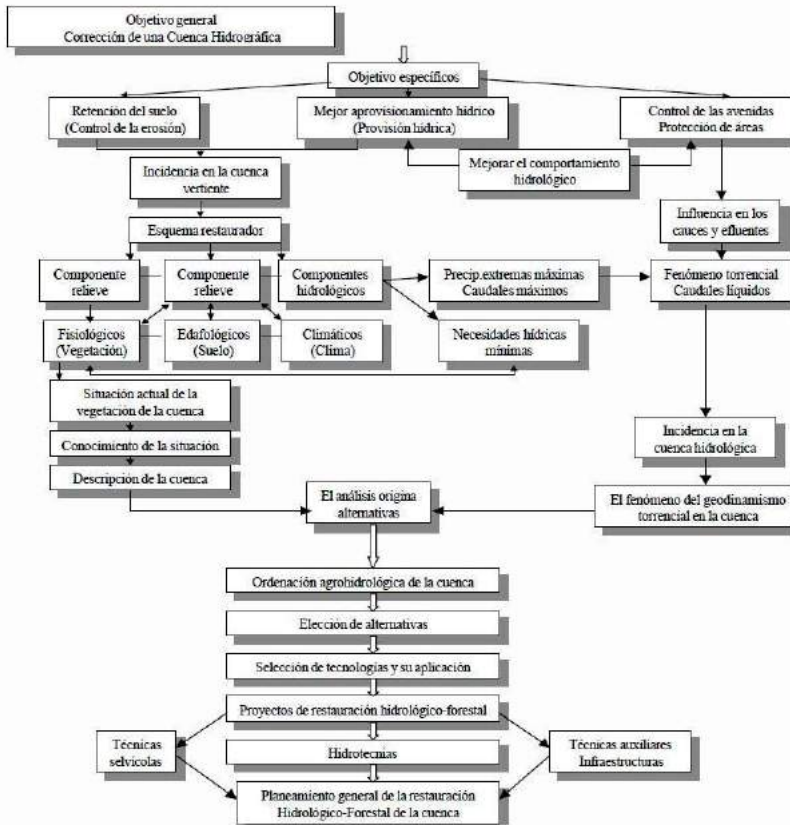 Objetivo general
Corrección de una Cuenca Hidrográfica
Objetivo específicos
Retención del suelo
(Control de la erosión)
Mejor aprovisionamiento hídrico
(Provisión hídrica)
Control de las avenidas
Protección de áreas
Incidencia en la cuenca
vertiente
Mejorar el comportamiento
hidrológico
Esquema restaurador
Influencia en los
cauces y efluentes
Componente
relieve
Componente
relieve
Componentes
hidrológicos
Precip.extremas máximas
Caudales máximos
Fenómeno torrencial
Caudales líquidos
Fisiológicos
(Vegetación)
Edafológicos
(Suelo)
Climáticos
(Clima)
Necesidades hídricas
mínimas
Situación actual de la
vegetación de la cuenca
Conocimiento de la situación
Descripción de la cuenca
Incidencia en la
cuenca hidrológica
El análisis origina
alternativas
El fenómeno del geodinamismo
torrencial en la cuenca
Ordenación agrohidrológica de la cuenca
Elección de alternativas
Selección de tecnologías y su aplicación
Proyectos de restauración hidrológico-forestal
Técnicas
selvícolas
Hidrotecnias
Técnicas auxiliares
Infraestructuras
Planeamiento general de la restauración
Hidrológico-Forestal de la cuenca